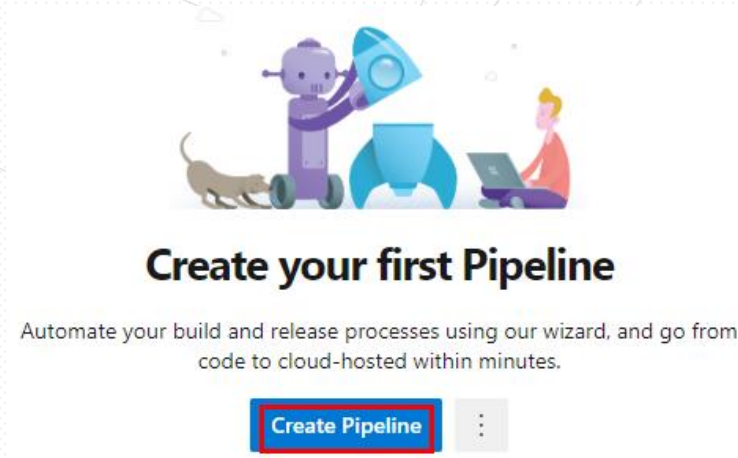 Create your first Pipeline
Automate your build and release processes using our wizard, and go from
code to cloud-hosted within minutes.
Create Pipeline